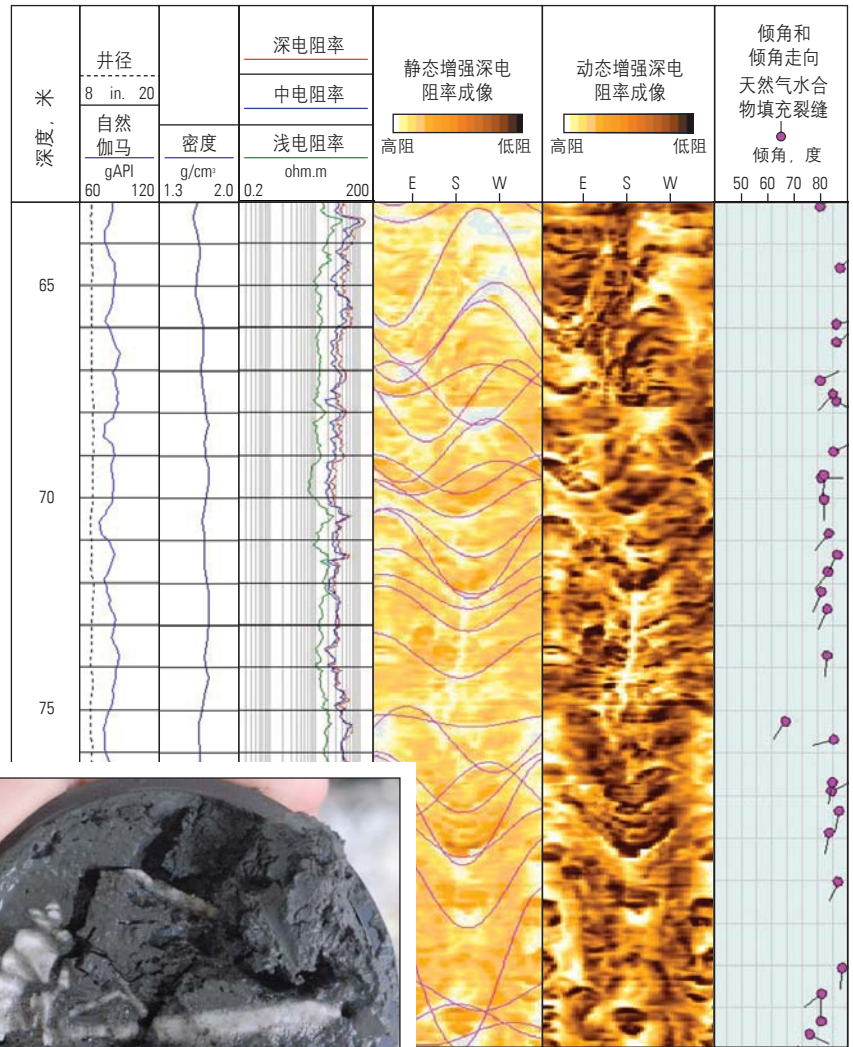 深度，米
井径
8 in. 20
自然
伽马
gAPI
60 120
密度
g/cm³
1.3 2.0
深电阻率
中电阻率
浅电阻率
ohm.m
0.2 200
静态增强深电
阻率成像
高阻 低阻
E S W
动态增强深电
阻率成像
高阻 低阻
E S W
倾角和
倾角走向
天然气水合
物填充裂缝
倾角，度
50 60 70 80
65
70
75